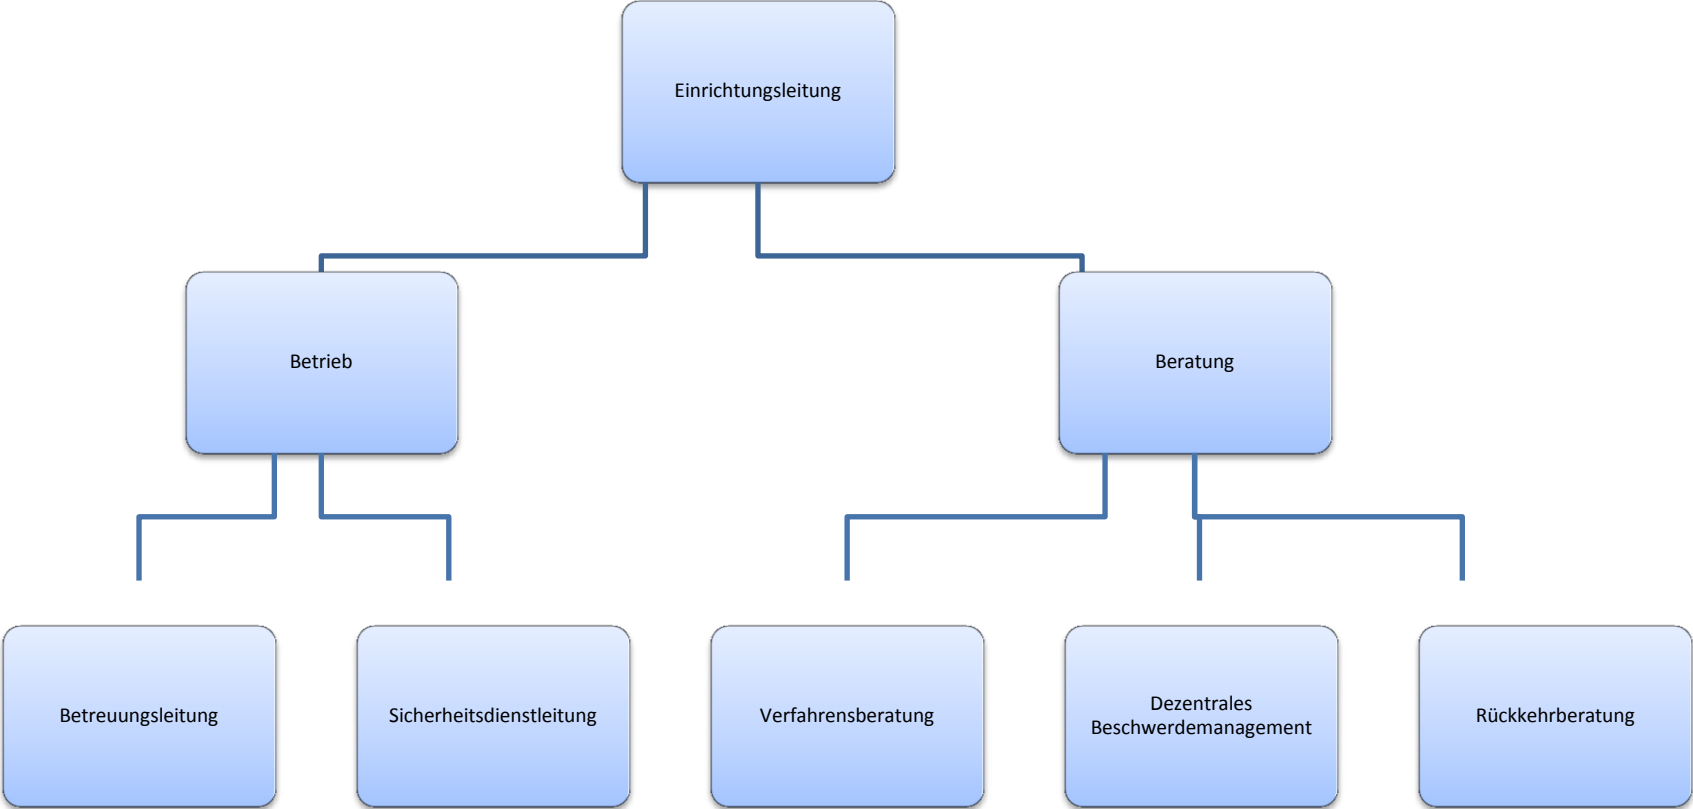 Einrichtungsleitung
Betrieb
Beratung
Betreuungsleitung
Sicherheitsdienstleitung
Verfahrensberatung
Dezentrales
Beschwerdemanagement
Rückkehrberatung